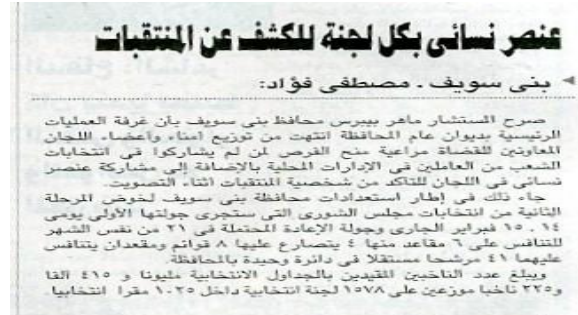 عنصر نسائى بكل لجنة للكشف عن المنتقبات
بنى سويف ـ مصطفى فؤاد:
صرح المستشار ماهر بيبرس محافظ بنى سويف بأن غرفة العمليات
الرئيسية بديوان عام المحافظة انتهت من توزيع امناء واعضاء اللجان
المعاونين للقضاة مراعية منح الفرص لمن لم يشاركوا فى انتخابات
الشعب من العاملين فى الإدارات المحلية بالإضافة إلى مشاركة عنصر
نسائى فى اللجان للتاكد من شخصية المنتقبات اثناء التصويت.
جاء ذلك فى إطار استعدادات محافظة بنى سويف لخوض المرحلة
الثانية من انتخابات مجلس الشورى التى ستجرى جولتها الأولى يومى
١٤ ، ١٥ فبراير الجارى وجولة الإعادة المحتملة فى ٢١ من نفس الشهر
للتنافس على ٦ مقاعد منها ٤ يتصارع عليها ٨ قوائم ومقعدان يتنافس
عليهما ٤١ مرشحا مستقلا فى دائرة وحيدة بالمحافظة.
ويبلغ عدد الناخبين المقيدين بالجداول الانتخابية مليونا و ٤١٥ الفا
و٢٢٥ ناخبا موزعين على ١٥٧٨ لجنة انتخابية داخل ١٠٢٥ مقرا انتخابيا.